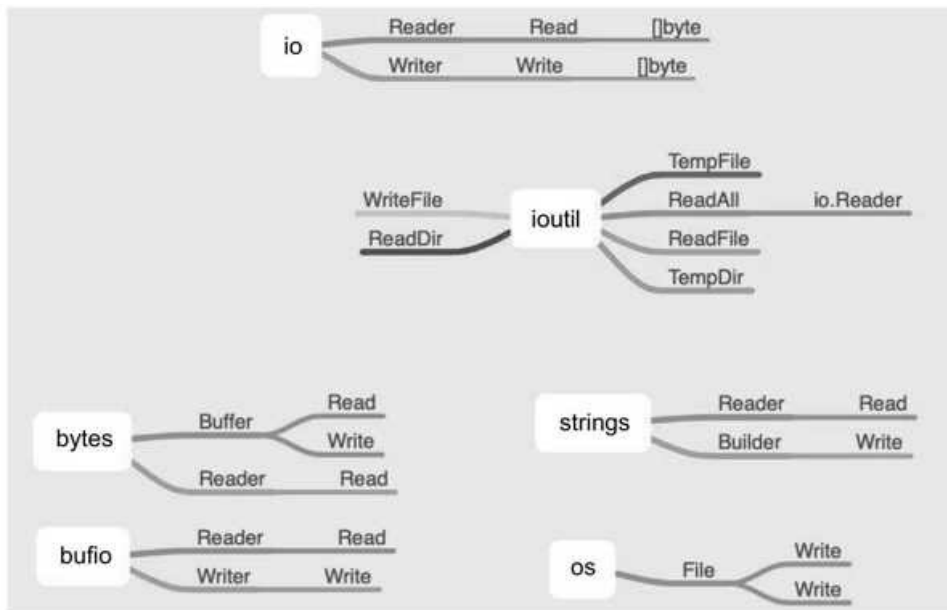 io
Reader Read []byte
Writer Write []byte
ioutil
WriteFile
ReadDir
TempFile
ReadAll io.Reader
ReadFile
TempDir
bytes
Buffer
Read
Write
Reader Read
strings
Reader Read
Builder Write
bufio
Reader Read
Writer Write
os
File
Write
Write